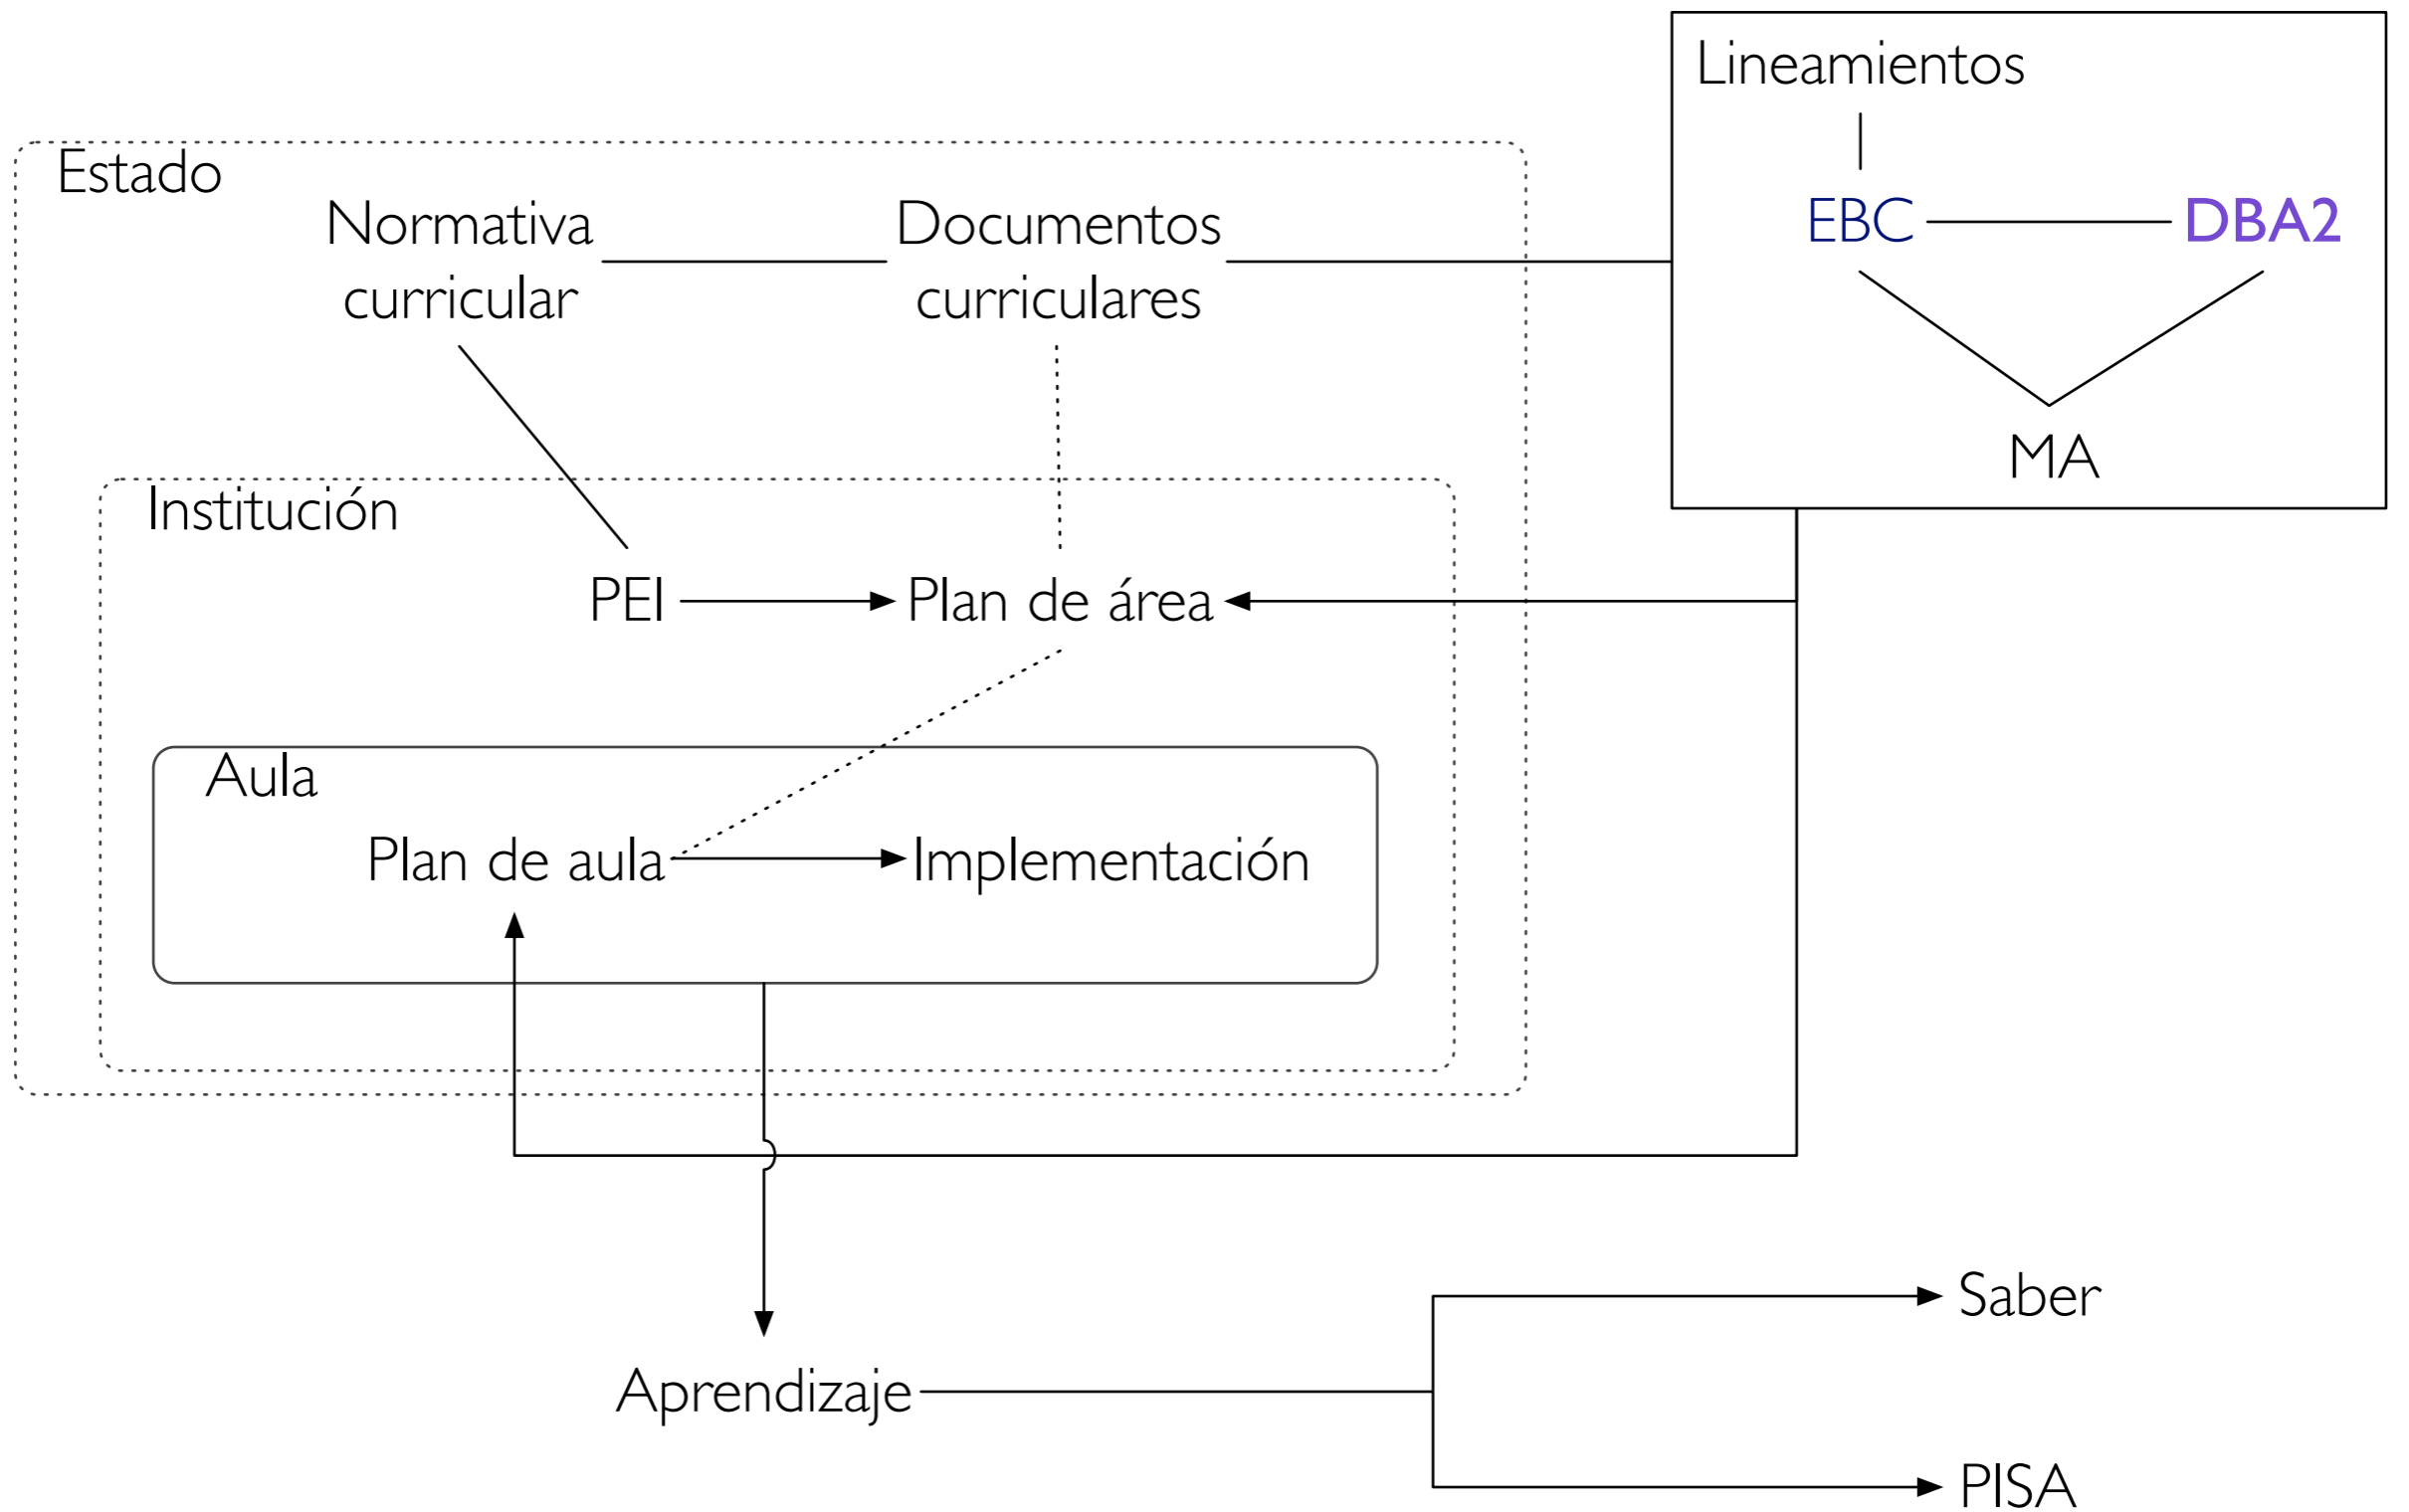 Lineamientos
Estado
Normativa
curricular
Documentos
curriculares
EBC
DBA2
MA
Institución
PEI
Plan de área
Aula
Plan de aula
Implementación
Saber
Aprendizaje
PISA